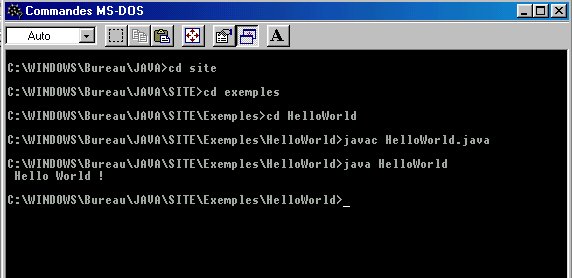 Commandes MS-DOS
Auto
A
C:\WINDOWS\Bureau\JAVA>cd site
C:\WINDOWS\Bureau\JAVA\SITE>cd exemples
C:\WINDOWS\Bureau\JAVA\SITE\Exemples>cd HelloWorld
C:\WINDOWS\Bureau\JAVA\SITE\Exemples\HelloWorld>javac HelloWorld.java
C:\WINDOWS\Bureau\JAVA\SITE\Exemples\HelloWorld>java HelloWorld
Hello World !
C:\WINDOWS\Bureau\JAVA\SITE\Exemples\HelloWorld>_